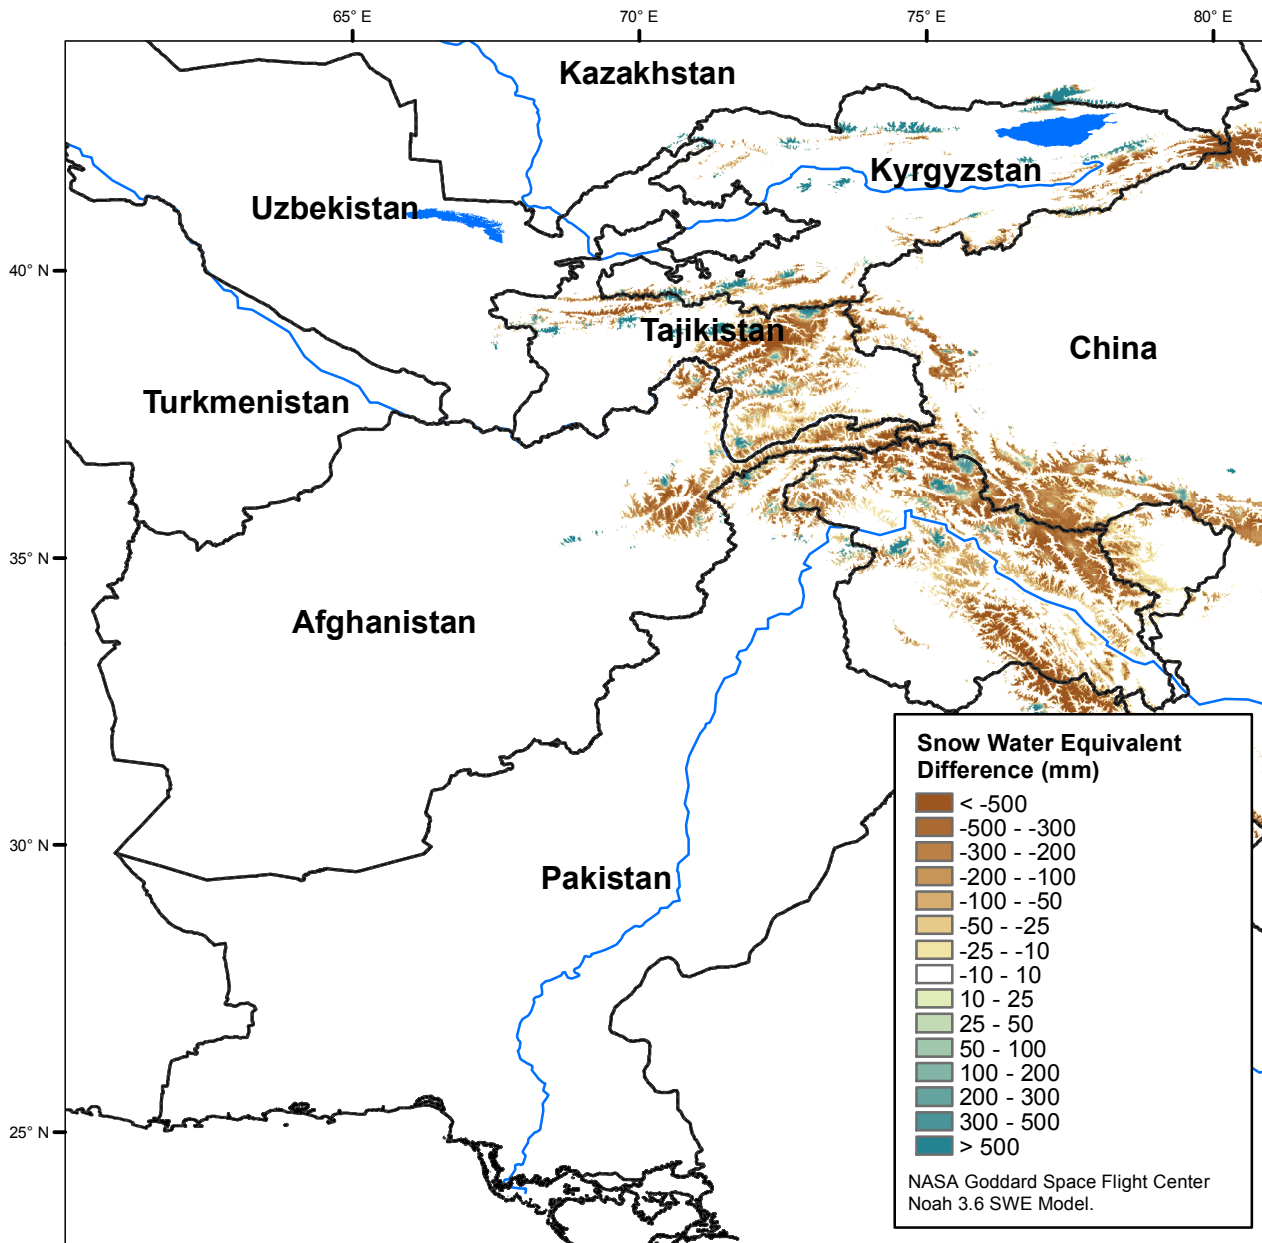 65° E
70° E
75° E
80° E
Kazakhstan
Kyrgyzstan
Uzbekistan
40° N
Tajikistan
China
Turkmenistan
35° N
Afghanistan
Snow Water Equivalent
Difference (mm)
< -500
-500 - -300
-300 - -200
-200 - -100
-100 - -50
-50 - -25
-25 - -10
-10 - 10
10 - 25
25 - 50
50 - 100
100 - 200
200 - 300
300 - 500
> 500
NASA Goddard Space Flight Center
Noah 3.6 SWE Model.
30° N
Pakistan
25° N